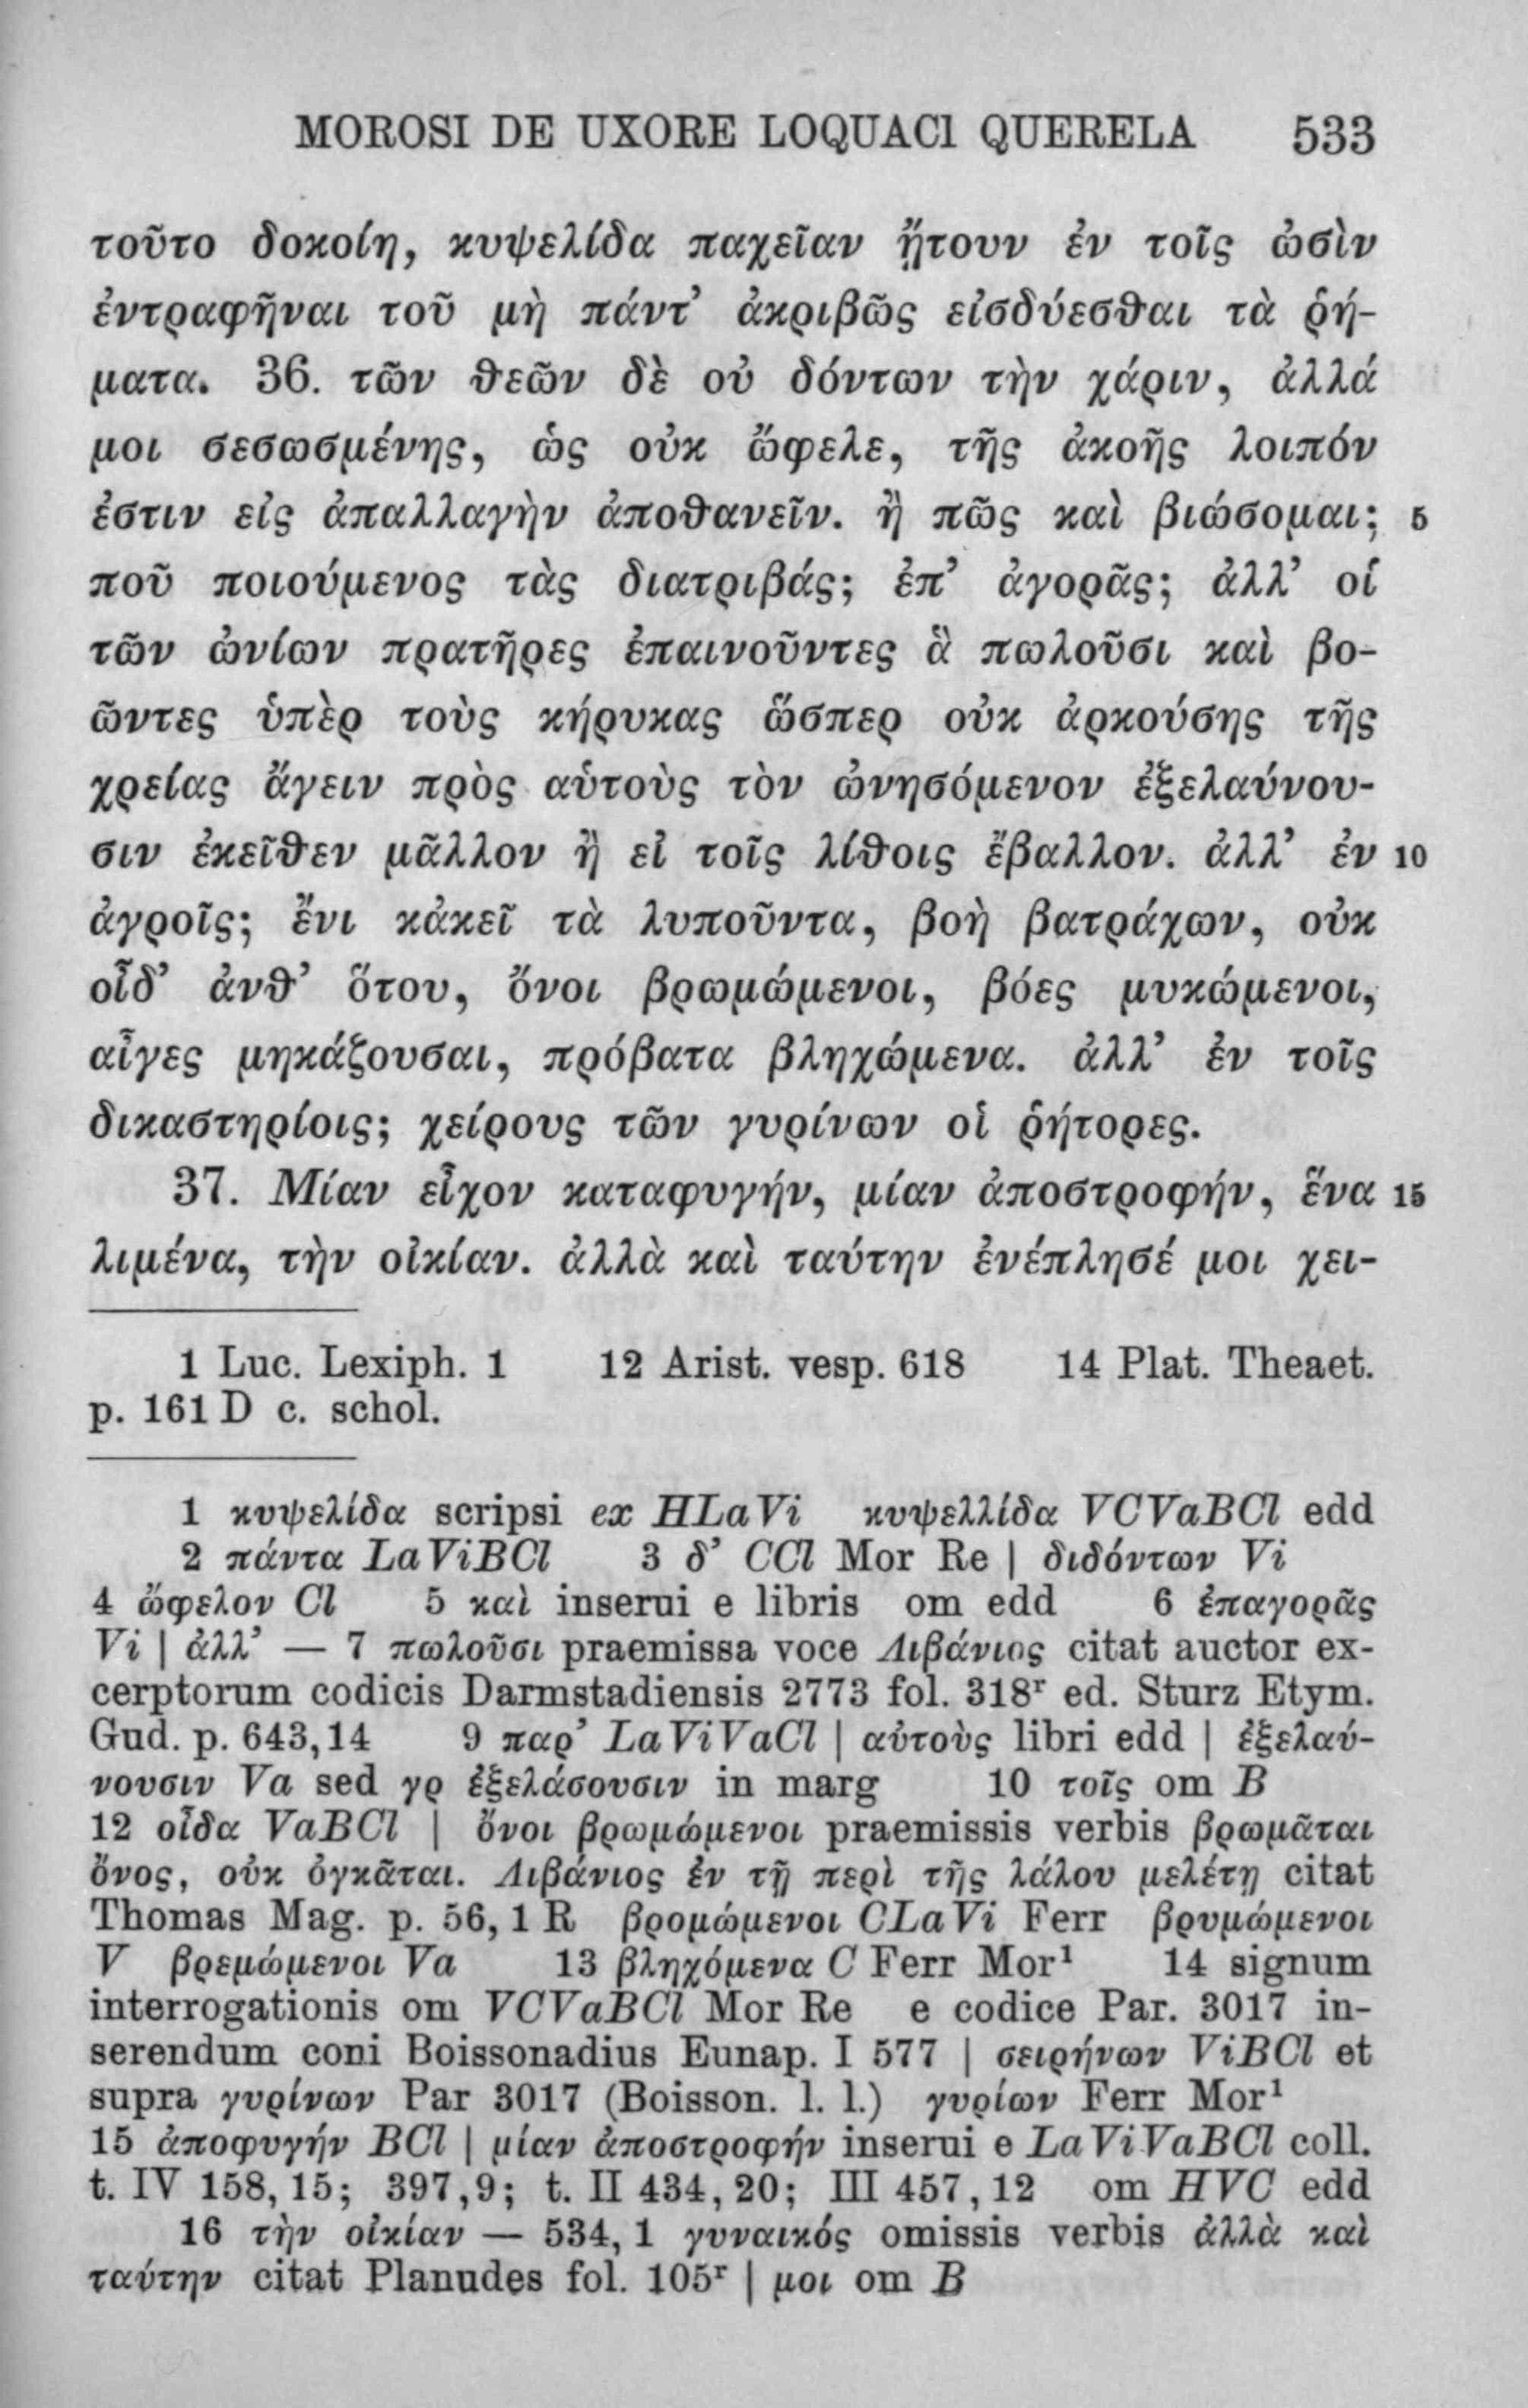 MOROSI DE UXORE LOQUACI QUERELA 533
τοῦτο δοκοίη, κυψελίδα παχεῖαν ᾔτουν ἐν τοῖς ὠσὶν
ἐντραφῆναι τοῦ μὴ πάντ’ ἀκριβῶς εἰσδύεσθαι τὰ ῥή-
ματα. 36. τῶν θεῶν δὲ οὐ δόντων τὴν χάριν, ἀλλά
μοι σεσωσμένης, ὡς οὐκ ὤφελε, τῆς ἀκοῆς λοιπόν
ἐστιν εἰς ἀπαλλαγὴν ἀποθανεῖν. ἢ πῶς καὶ βιώσομαι; 5
ποῦ ποιούμενος τὰς διατριβάς; ἐπ’ ἀγορᾶς; ἀλλ’ οἱ
τῶν ὠνίων πρατῆρες ἐπαινοῦντες ἃ πωλοῦσι καὶ βο-
ῶντες ὑπὲρ τοὺς κήρυκας ὥσπερ οὐκ ἀρκούσης τῆς
χρείας ἄγειν πρὸς αὑτοὺς τὸν ὠνησόμενον ἐξελαύνου-
σιν ἐκεῖθεν μᾶλλον ἢ εἰ τοῖς λίθοις ἔβαλλον. ἀλλ’ ἐν 10
ἀγροῖς; ἔνι κἀκεῖ τὰ λυποῦντα, βοὴ βατράχων, οὐκ
οἶδ’ ἀνθ’ ὅτου, ὄνοι βρωμώμενοι, βόες μυκώμενοι,
αἶγες μηκάζουσαι, πρόβατα βληχώμενα. ἀλλ’ ἐν τοῖς
δικαστηρίοις; χείρους τῶν γυρίνων οἱ ῥήτορες.
37. Μίαν εἶχον καταφυγήν, μίαν ἀποστροφήν, ἕνα 15
λιμένα, τὴν οἰκίαν. ἀλλὰ καὶ ταύτην ἐνέπλησέ μοι χει-
1 Luc. Lexiph. 1 12 Arist. vesp. 618 14 Plat. Theaet.
p. 161 D c. schol.
1 κυψελίδα scripsi ex HLaVi κυψελλίδα VCVaBCl edd
2 πάντα LaViBCl 3 δ’ CCl Mor Re | διδόντων Vi
4 ὤφελον Cl 5 καὶ inserui e libris om edd 6 ἐπαγορᾶς
Vi | ἀλλ’ — 7 πωλοῦσι praemissa voce Λιβάνιος citat auctor ex-
cerptorum codicis Darmstadiensis 2773 fol. 318ʳ ed. Sturz Etym.
Gud. p. 643,14 9 παρ’ LaViVaCl | αὐτοὺς libri edd | ἐξελαύ-
νουσιν Va sed γρ ἐξελάσουσιν in marg 10 τοῖς om B
12 οἶδα VaBCl | ὄνοι βρωμώμενοι praemissis verbis βρωμᾶται
ὄνος, οὐκ ὀγκᾶται. Λιβάνιος ἐν τῇ περὶ τῆς λάλου μελέτῃ citat
Thomas Mag. p. 56, 1 R βρομώμενοι CLaVi Ferr βρυμώμενοι
V βρεμώμενοι Va 13 βληχόμενα C Ferr Mor¹ 14 signum
interrogationis om VCVaBCl Mor Re e codice Par. 3017 in-
serendum coni Boissonadius Eunap. I 577 | σειρήνων ViBCl et
supra γυρίνων Par 3017 (Boisson. l. l.) γυρίων Ferr Mor¹
15 ἀποφυγήν BCl | μίαν ἀποστροφήν inserui e LaViVaBCl coll.
t. IV 158, 15; 397,9; t. II 434, 20; III 457, 12 om HVC edd
16 τὴν οἰκίαν — 534, 1 γυναικός omissis verbis ἀλλὰ καὶ
ταύτην citat Planudes fol. 105ʳ | μοι om B